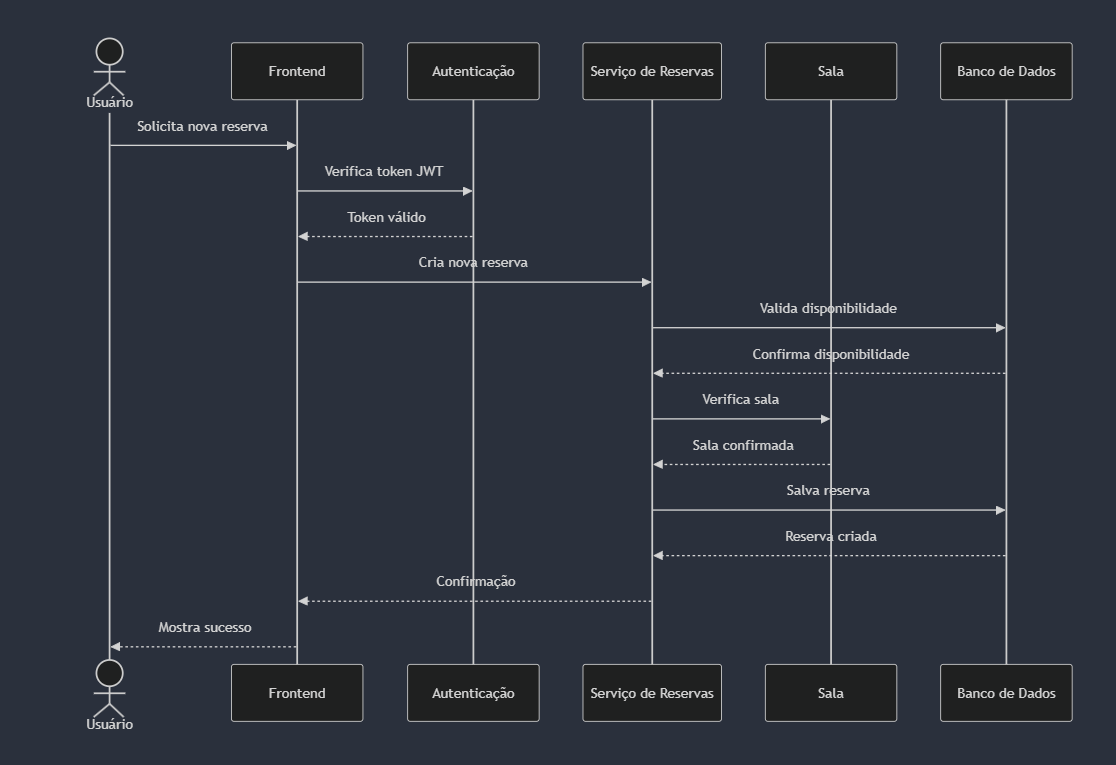 Usuário
Frontend
Autenticação
Serviço de Reservas
Sala
Banco de Dados
Solicita nova reserva
Verifica token JWT
Token válido
Cria nova reserva
Valida disponibilidade
Confirma disponibilidade
Verifica sala
Sala confirmada
Salva reserva
Reserva criada
Confirmação
Mostra sucesso
Usuário
Frontend
Autenticação
Serviço de Reservas
Sala
Banco de Dados